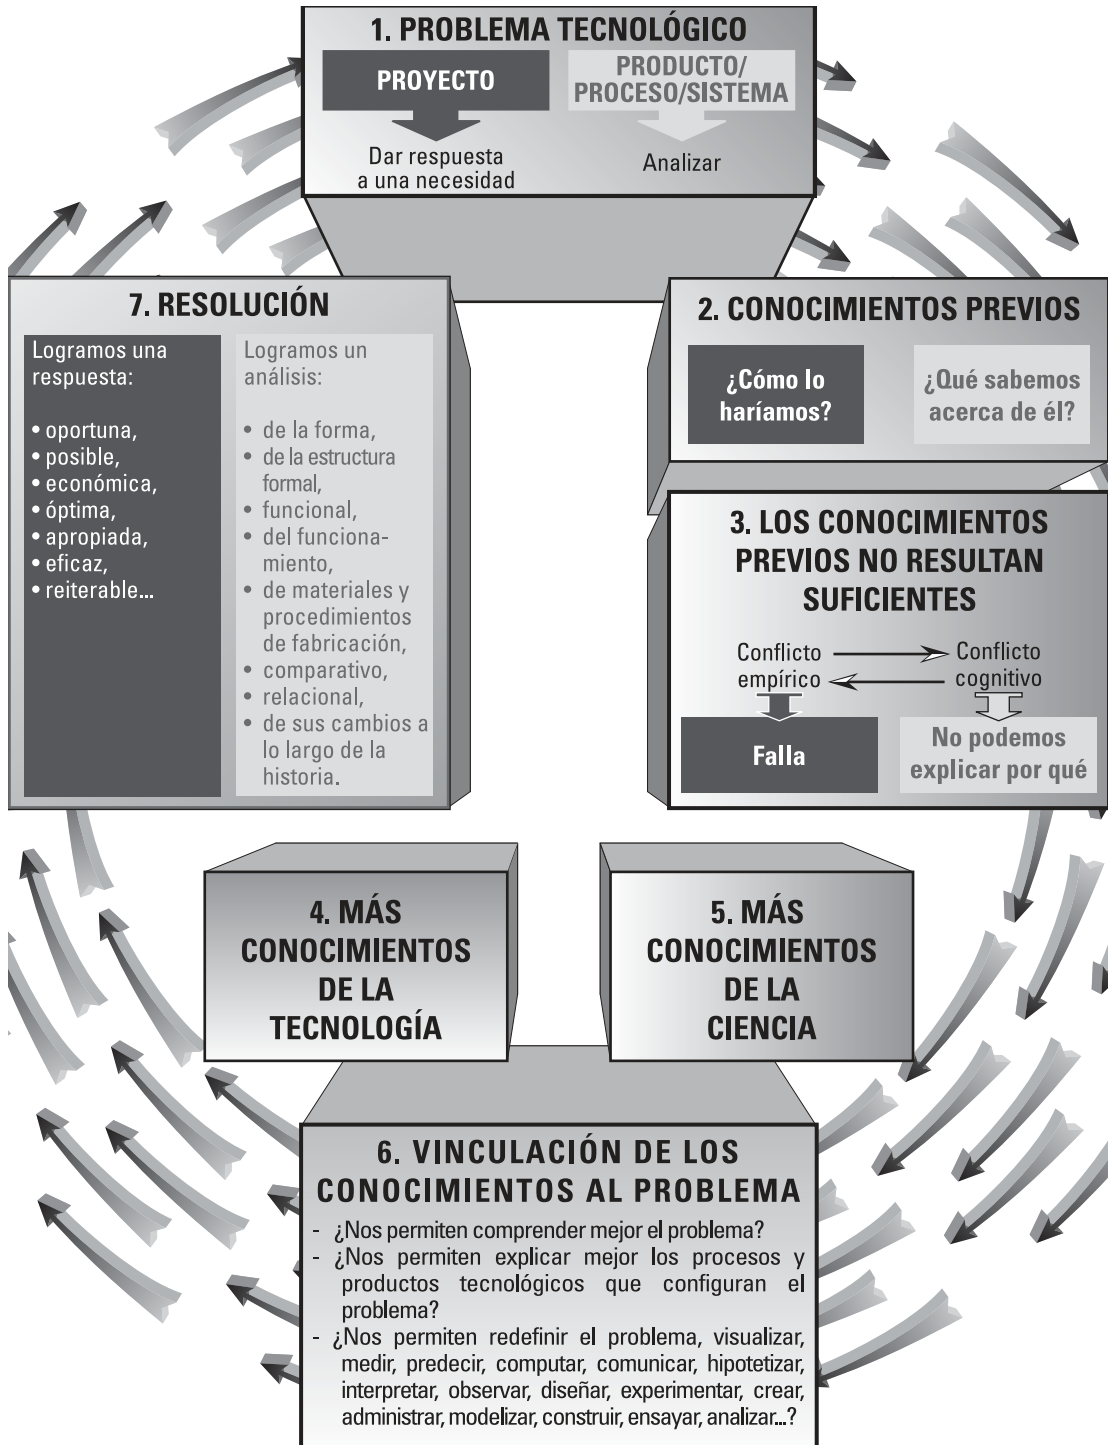 1. PROBLEMA TECNOLÓGICO
PROYECTO
Dar respuesta
a una necesidad
PRODUCTO/
PROCESO/SISTEMA
Analizar
2. CONOCIMIENTOS PREVIOS
¿Cómo lo
haríamos?
¿Qué sabemos
acerca de él?
3. LOS CONOCIMIENTOS
PREVIOS NO RESULTAN
SUFICIENTES
Conflicto
empírico
Conflicto
cognitivo
Falla
No podemos
explicar por qué
4. MÁS
CONOCIMIENTOS
DE LA
TECNOLOGÍA
5. MÁS
CONOCIMIENTOS
DE LA
CIENCIA
6. VINCULACIÓN DE LOS
CONOCIMIENTOS AL PROBLEMA
- ¿Nos permiten comprender mejor el problema?
- ¿Nos permiten explicar mejor los procesos y
productos tecnológicos que configuran el
problema?
- ¿Nos permiten redefinir el problema, visualizar,
medir, predecir, computar, comunicar, hipotetizar,
interpretar, observar, diseñar, experimentar, crear,
administrar, modelizar, construir, ensayar, analizar...?
7. RESOLUCIÓN
Logramos una
respuesta:
• oportuna,
• posible,
• económica,
• óptima,
• apropiada,
• eficaz,
• reiterable...
Logramos un
análisis:
• de la forma,
• de la estructura
formal,
• funcional,
• del funciona-
miento,
• de materiales y
procedimientos
de fabricación,
• comparativo,
• relacional,
• de sus cambios a
lo largo de la
historia.